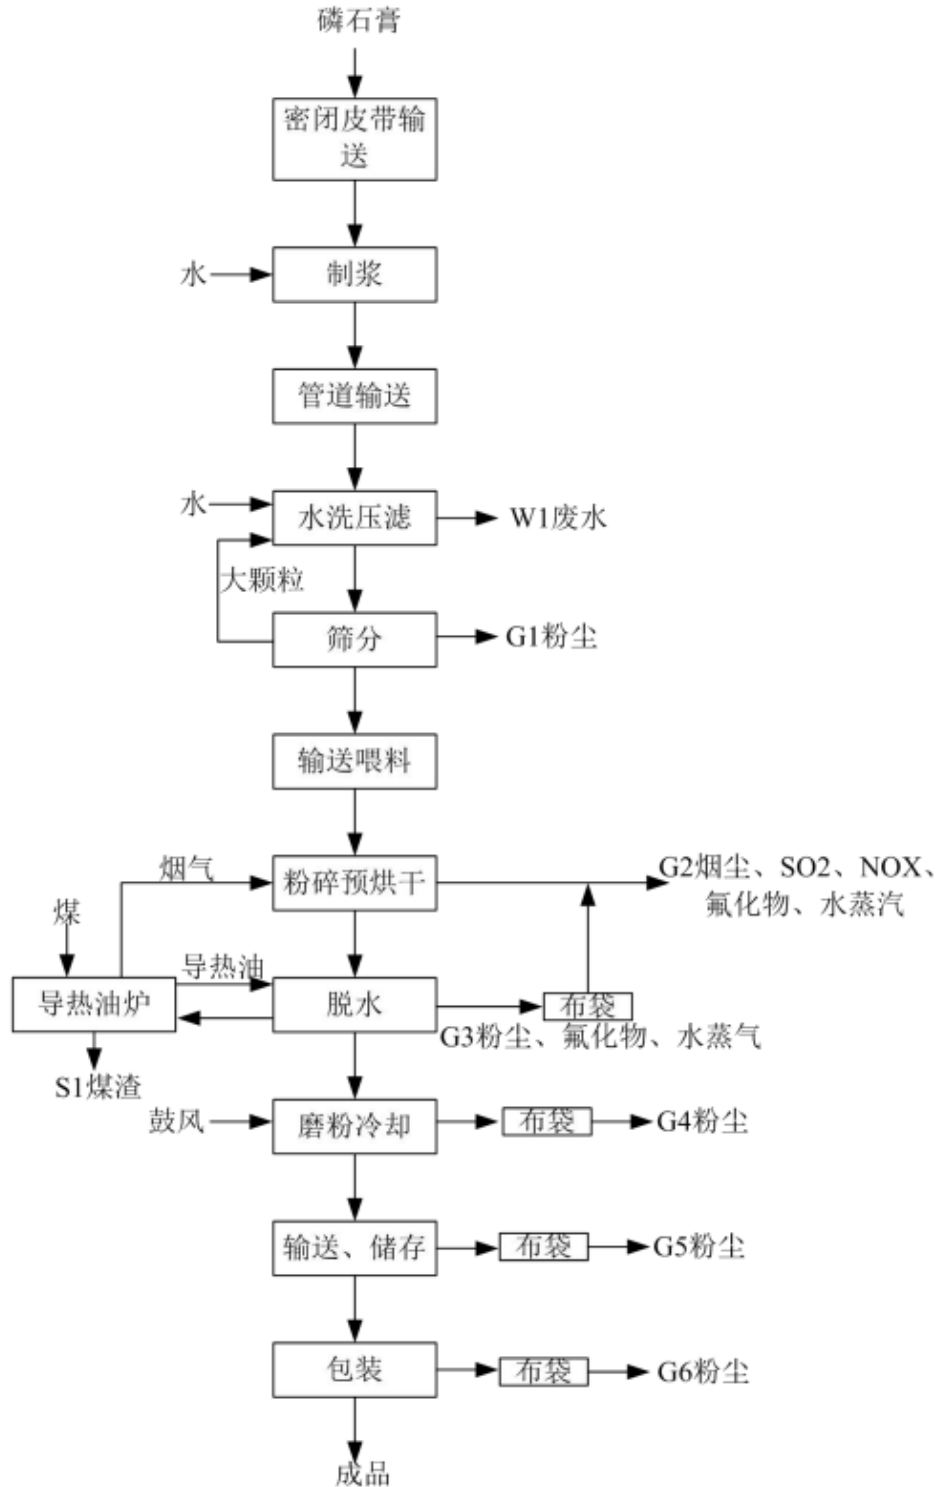 磷石膏
密闭皮带输
送
水
制浆
管道输送
水
水洗压滤
W1废水
大颗粒
筛分
G1粉尘
输送喂料
烟气
粉碎预烘干
G2烟尘、SO2、NOX、
氟化物、水蒸汽
煤
导热油
导热油炉
脱水
布袋
G3粉尘、氟化物、水蒸气
S1煤渣
鼓风
磨粉冷却
布袋
G4粉尘
输送、储存
布袋
G5粉尘
包装
布袋
G6粉尘
成品